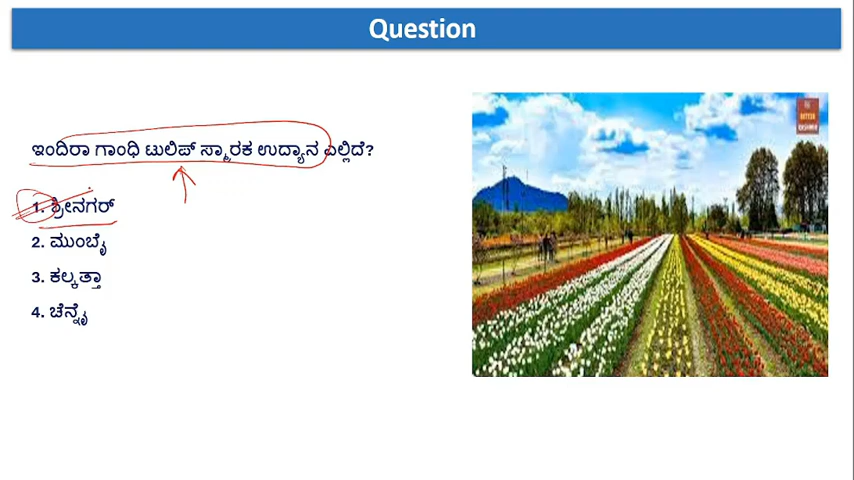 Question
ಇಂದಿರಾ ಗಾಂಧಿ ಟುಲಿಪ್ ಸ್ಮಾರಕ ಉದ್ಯಾನ ಎಲ್ಲಿದೆ?
1. ಶ್ರೀನಗರ್
2. ಮುಂಬೈ
3. ಕಲ್ಕತ್ತಾ
4. ಚೆನ್ನೈ